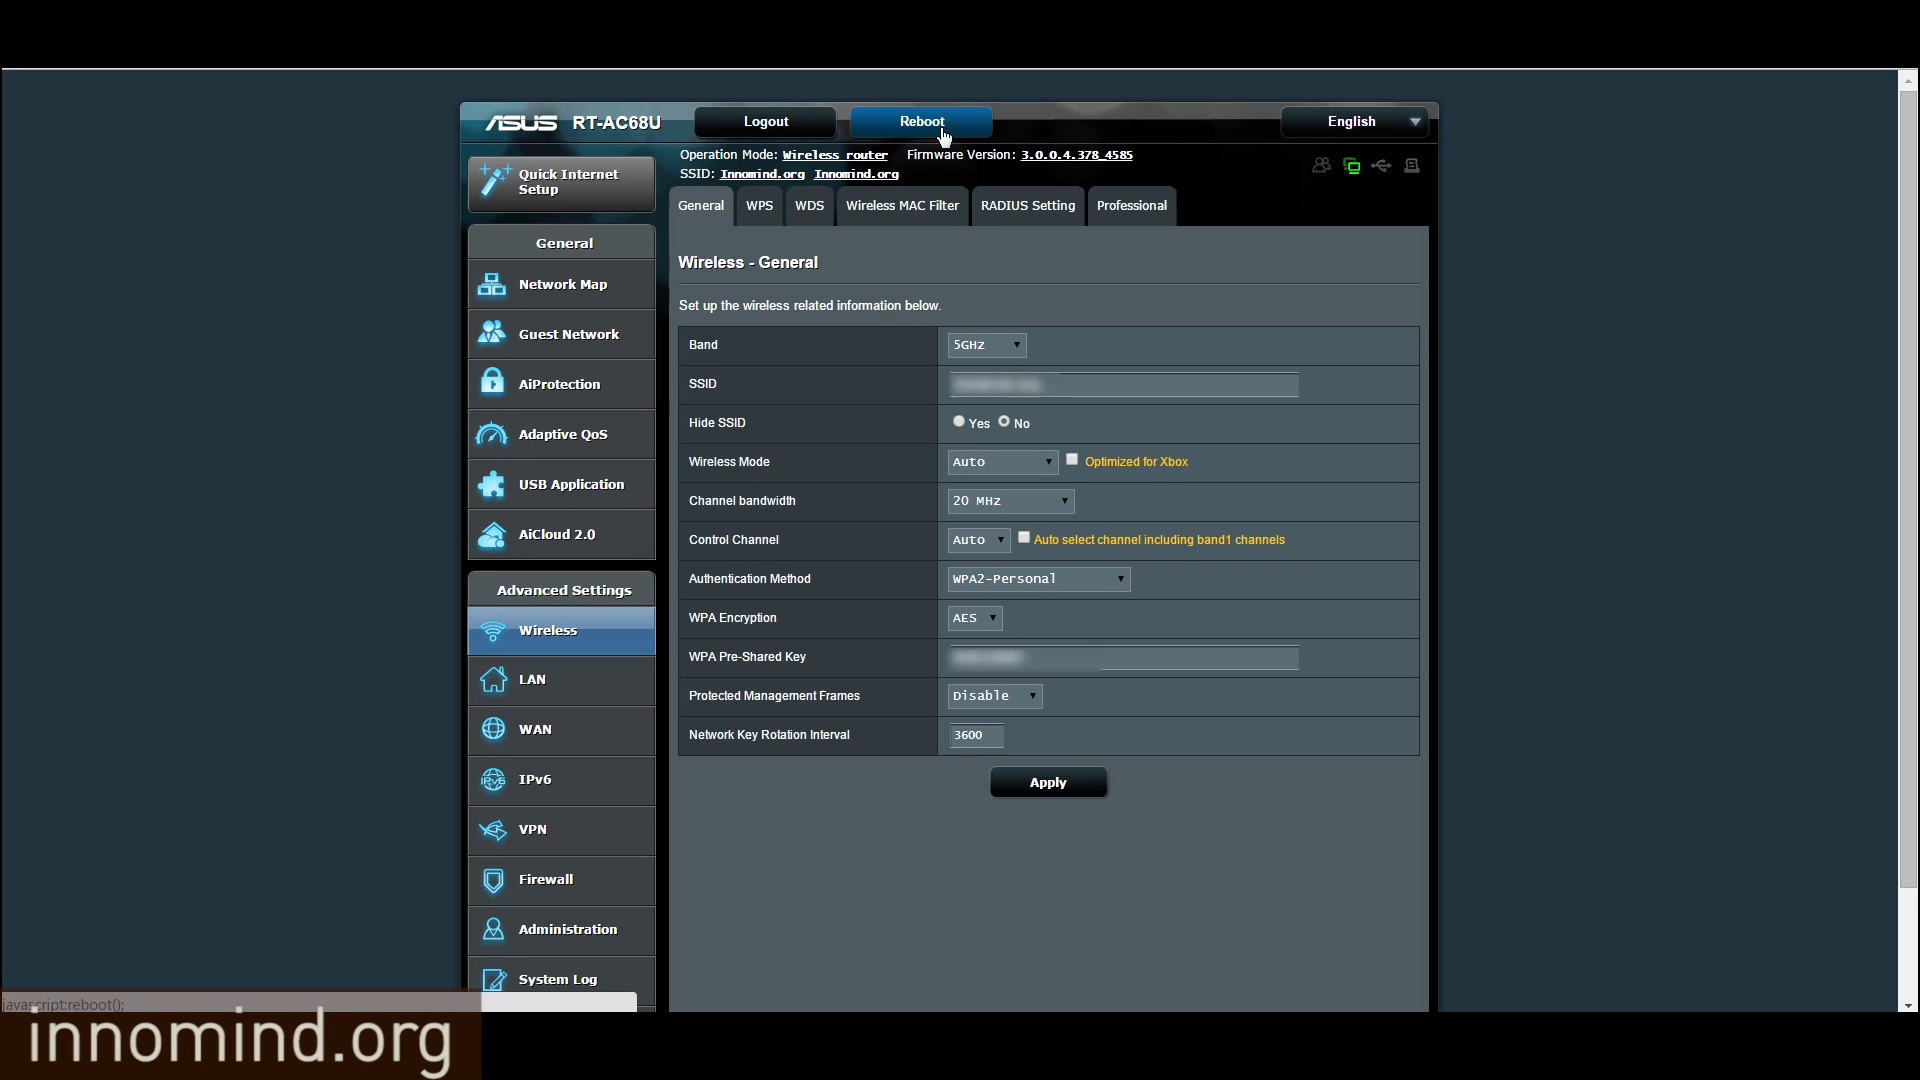 ASUS RT-AC68U Logout Reboot English
Operation Mode: Wireless router Firmware Version: 3.0.0.4.378_4585
SSID: Innomind.org Innomind.org
Quick Internet
Setup
General WPS WDS Wireless MAC Filter RADIUS Setting Professional
General
Network Map
Guest Network
AiProtection
Adaptive QoS
USB Application
AiCloud 2.0
Advanced Settings
Wireless
LAN
WAN
IPv6 IPv6
VPN
Firewall
Administration
System Log
Wireless - General
Set up the wireless related information below.
Band 5GHz
SSID
Hide SSID Yes No
Wireless Mode Auto Optimized for Xbox
Channel bandwidth 20 MHz
Control Channel Auto Auto select channel including band1 channels
Authentication Method WPA2-Personal
WPA Encryption AES
WPA Pre-Shared Key
Protected Management Frames Disable
Network Key Rotation Interval 3600
Apply
javascript:reboot();
innomind.org